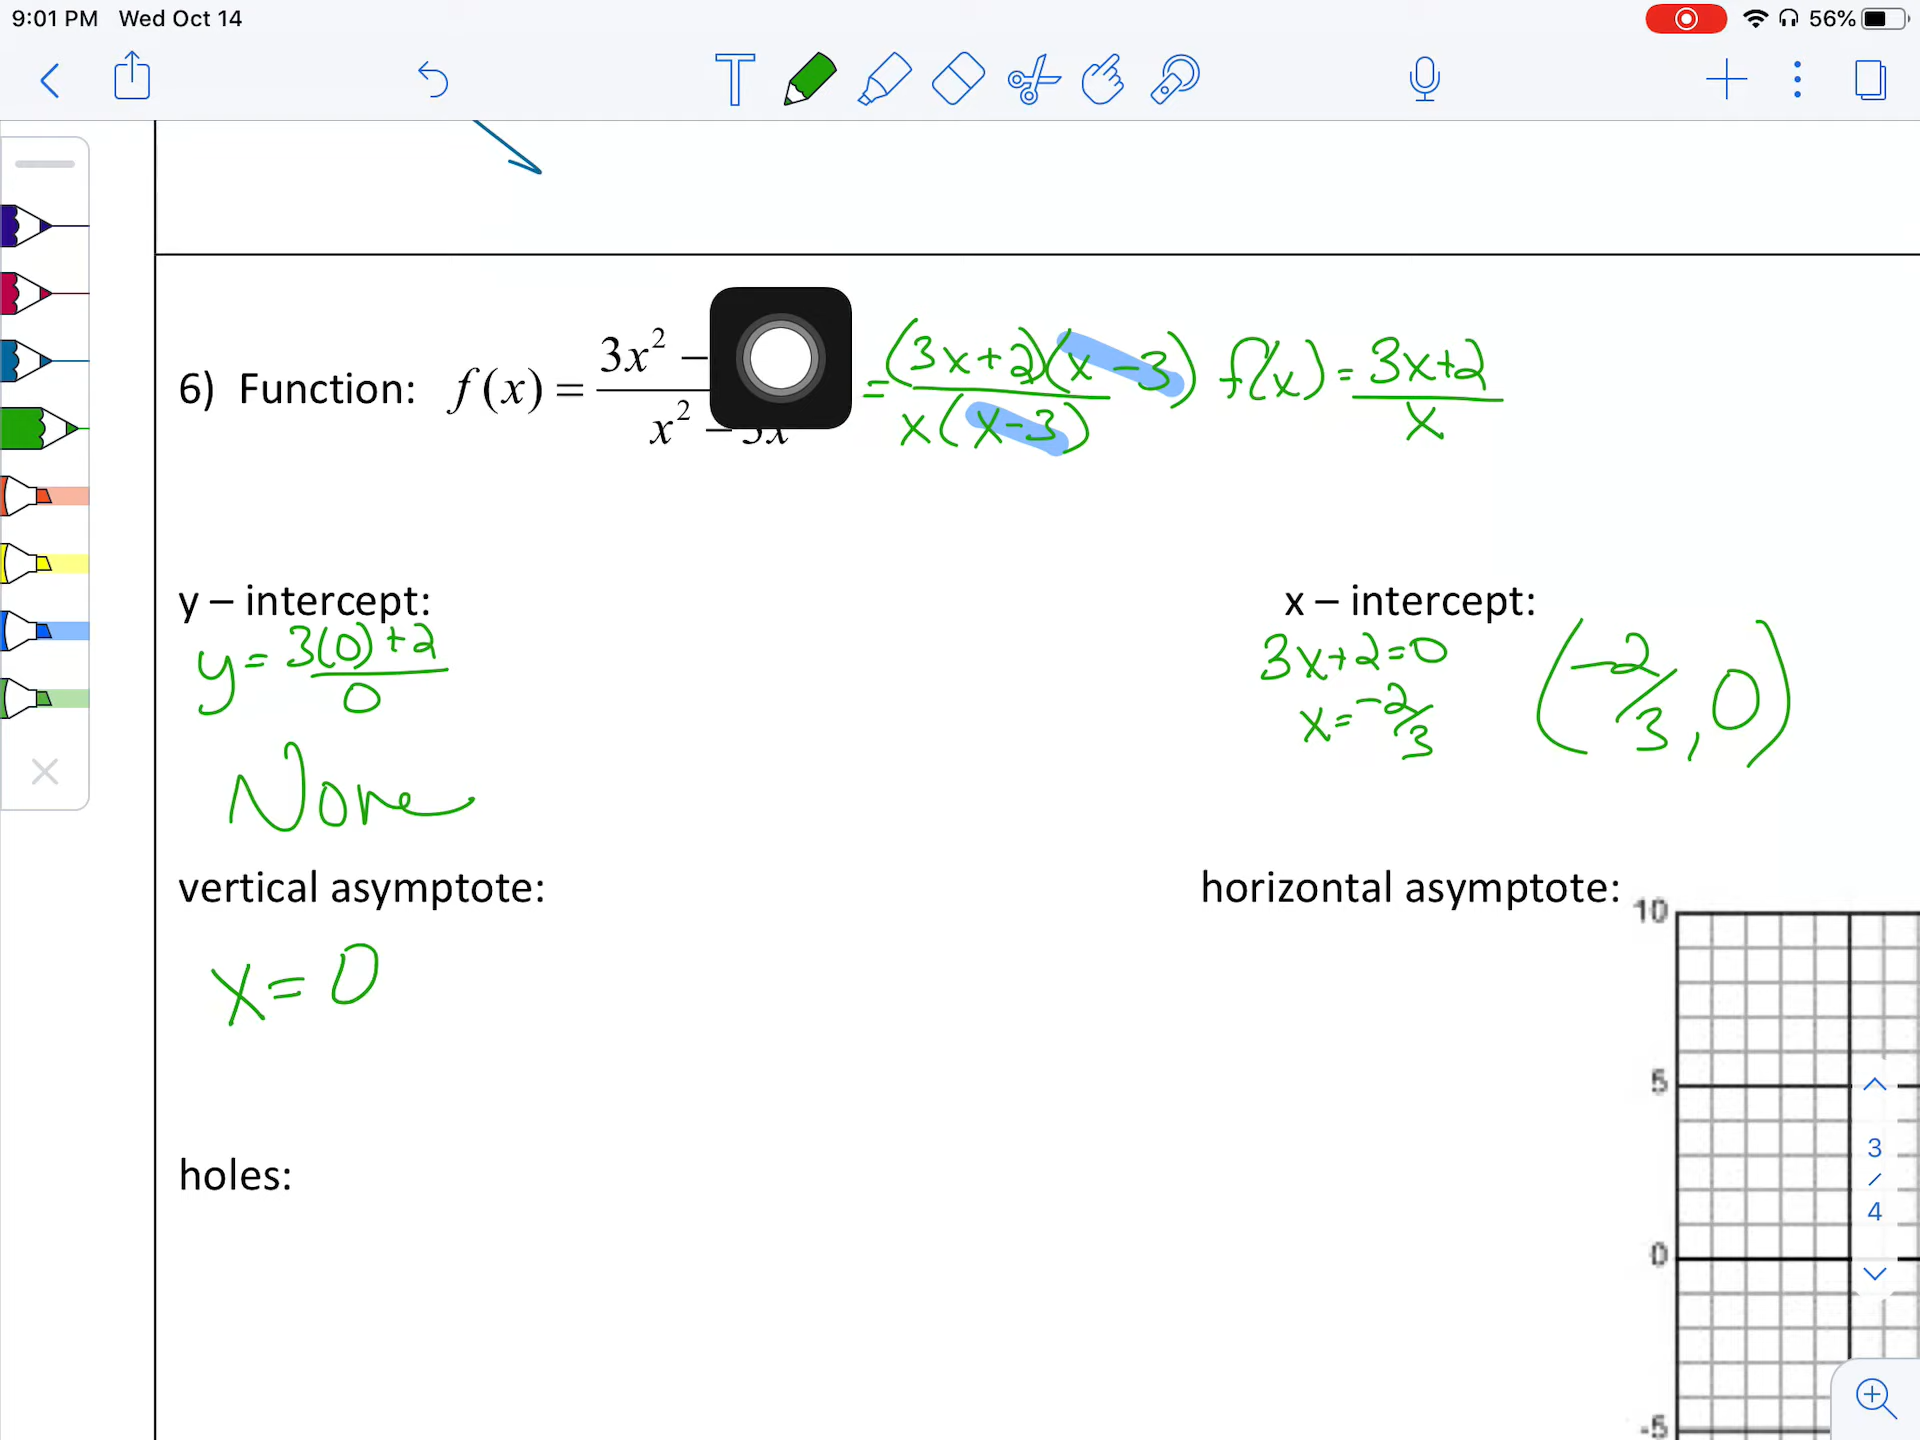 9:01 PM Wed Oct 14 56%
T
6) Function: f(x) = 3x² – / x² – 3x = (3x+2)(x-3) / x(x-3) f(x) = 3x+2 / x
y – intercept: x – intercept:
y = 3(0)+2 / 0 3x+2=0 (-2/3, 0)
x = -2/3
None
vertical asymptote: horizontal asymptote:
x = 0
10
5
3
/
4
holes:
0
-5